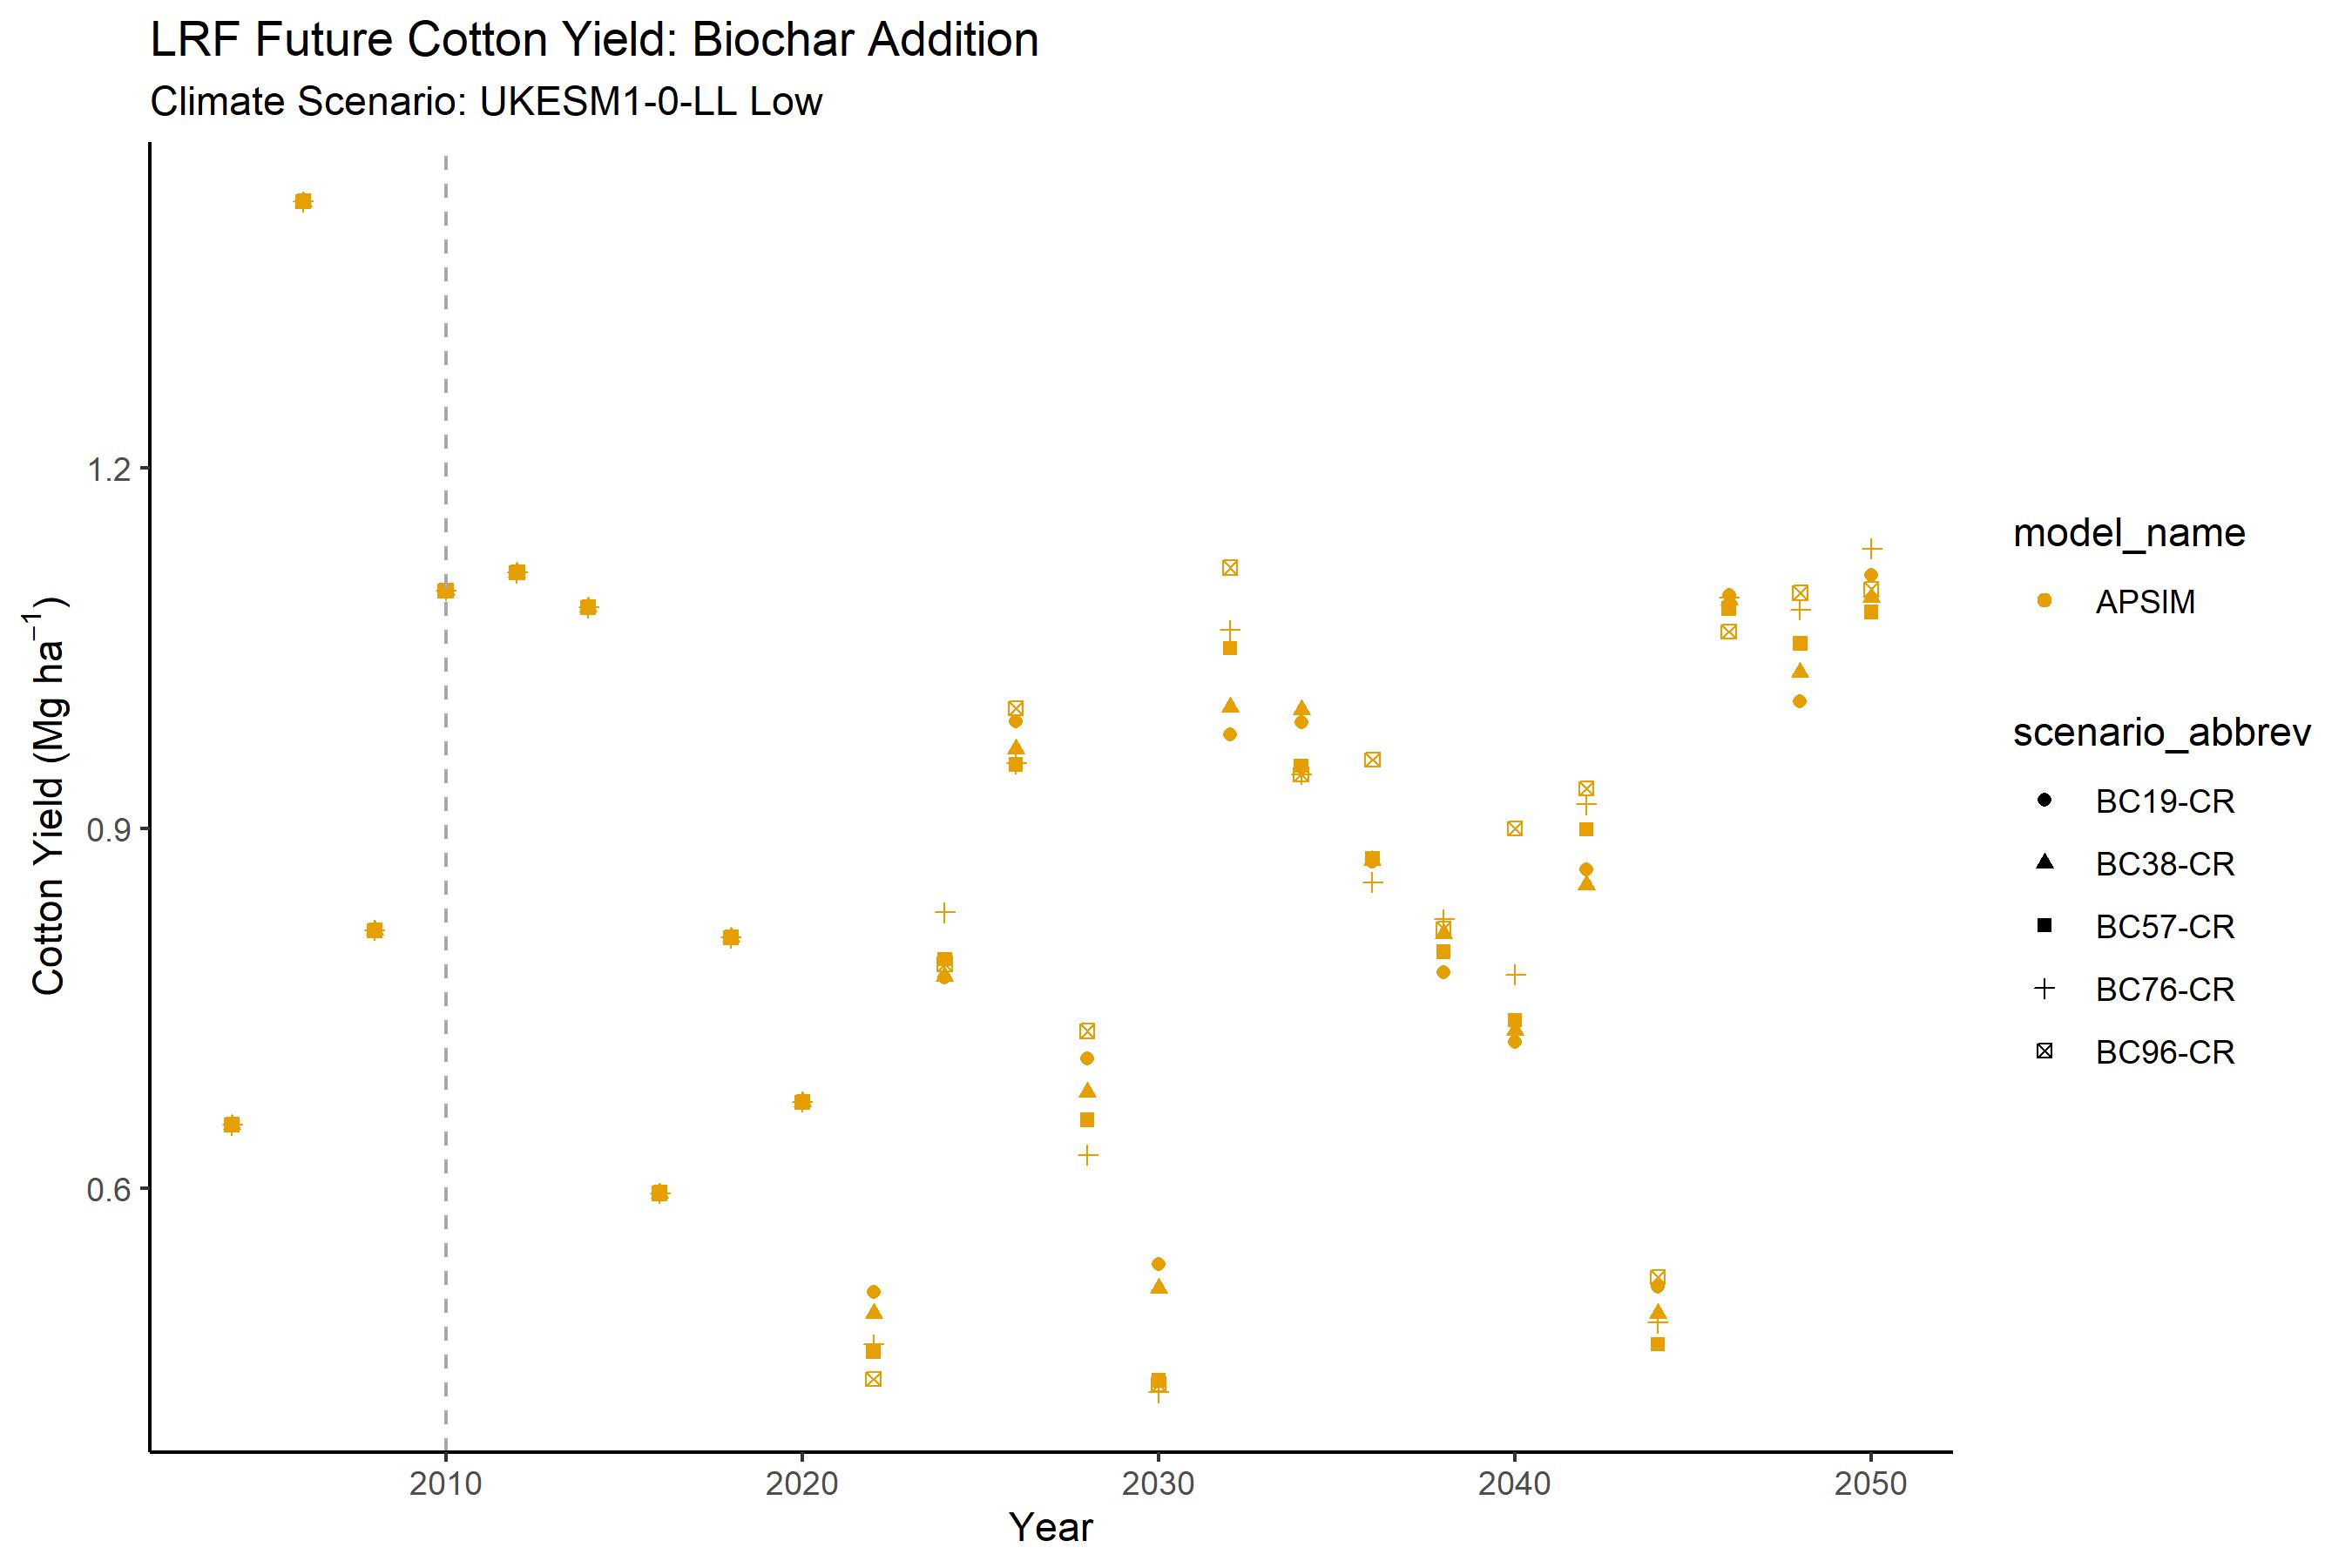 LRF Future Cotton Yield: Biochar Addition
Climate Scenario: UKESM1-0-LL Low
Cotton Yield (Mg ha⁻¹)
1.2
0.9
0.6
2010
2020
2030
2040
2050
Year
model_name
APSIM
scenario_abbrev
BC19-CR
BC38-CR
BC57-CR
BC76-CR
BC96-CR